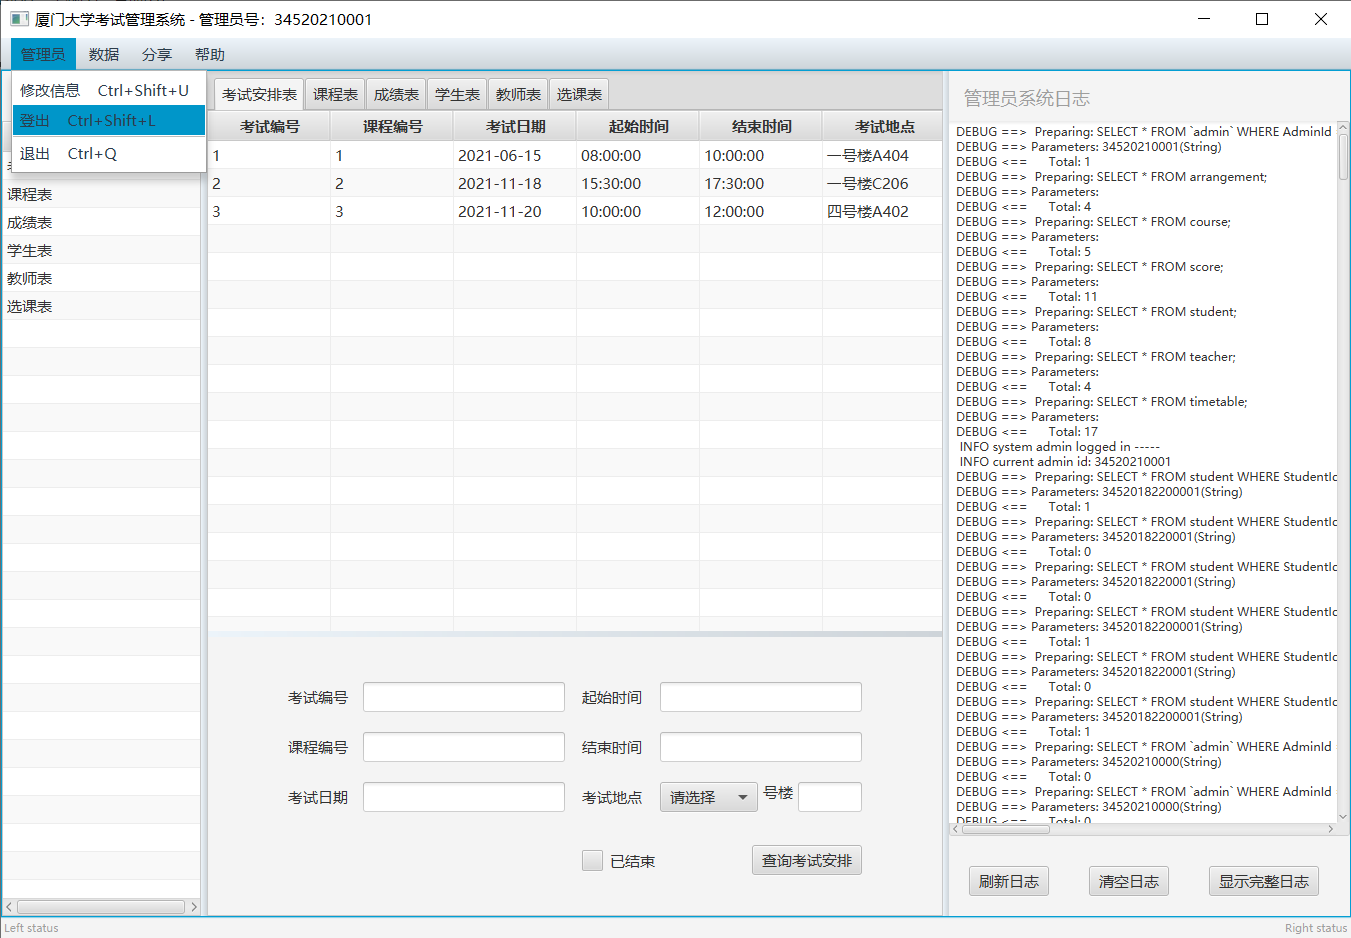 厦门大学考试管理系统 - 管理员号：34520210001
管理员 数据 分享 帮助
修改信息 Ctrl+Shift+U
登出 Ctrl+Shift+L
退出 Ctrl+Q
课程表
成绩表
学生表
教师表
选课表
考试安排表 课程表 成绩表 学生表 教师表 选课表
考试编号 课程编号 考试日期 起始时间 结束时间 考试地点
1 1 2021-06-15 08:00:00 10:00:00 一号楼A404
2 2 2021-11-18 15:30:00 17:30:00 一号楼C206
3 3 2021-11-20 10:00:00 12:00:00 四号楼A402
考试编号 起始时间
课程编号 结束时间
考试日期 考试地点 请选择 号楼
已结束 查询考试安排
管理员系统日志
DEBUG ==>  Preparing: SELECT * FROM `admin` WHERE AdminId
DEBUG ==> Parameters: 34520210001(String)
DEBUG <==      Total: 1
DEBUG ==>  Preparing: SELECT * FROM arrangement;
DEBUG ==> Parameters:
DEBUG <==      Total: 4
DEBUG ==>  Preparing: SELECT * FROM course;
DEBUG ==> Parameters:
DEBUG <==      Total: 5
DEBUG ==>  Preparing: SELECT * FROM score;
DEBUG ==> Parameters:
DEBUG <==      Total: 11
DEBUG ==>  Preparing: SELECT * FROM student;
DEBUG ==> Parameters:
DEBUG <==      Total: 8
DEBUG ==>  Preparing: SELECT * FROM teacher;
DEBUG ==> Parameters:
DEBUG <==      Total: 4
DEBUG ==>  Preparing: SELECT * FROM timetable;
DEBUG ==> Parameters:
DEBUG <==      Total: 17
INFO system admin logged in -----
INFO current admin id: 34520210001
DEBUG ==>  Preparing: SELECT * FROM student WHERE StudentId
DEBUG ==> Parameters: 34520182200001(String)
DEBUG <==      Total: 1
DEBUG ==>  Preparing: SELECT * FROM student WHERE StudentId
DEBUG ==> Parameters: 3452018220001(String)
DEBUG <==      Total: 0
DEBUG ==>  Preparing: SELECT * FROM student WHERE StudentId
DEBUG ==> Parameters: 3452018220001(String)
DEBUG <==      Total: 0
DEBUG ==>  Preparing: SELECT * FROM student WHERE StudentId
DEBUG ==> Parameters: 34520182200001(String)
DEBUG <==      Total: 1
DEBUG ==>  Preparing: SELECT * FROM student WHERE StudentId
DEBUG ==> Parameters: 34520182200001(String)
DEBUG <==      Total: 0
DEBUG ==>  Preparing: SELECT * FROM student WHERE StudentId
DEBUG ==> Parameters: 34520182200001(String)
DEBUG <==      Total: 1
DEBUG ==>  Preparing: SELECT * FROM `admin` WHERE AdminId
DEBUG ==> Parameters: 34520210000(String)
DEBUG <==      Total: 0
DEBUG ==>  Preparing: SELECT * FROM `admin` WHERE AdminId
DEBUG ==> Parameters: 34520210000(String)
DEBUG <==      Total: 0
刷新日志 清空日志 显示完整日志
Left status Right status